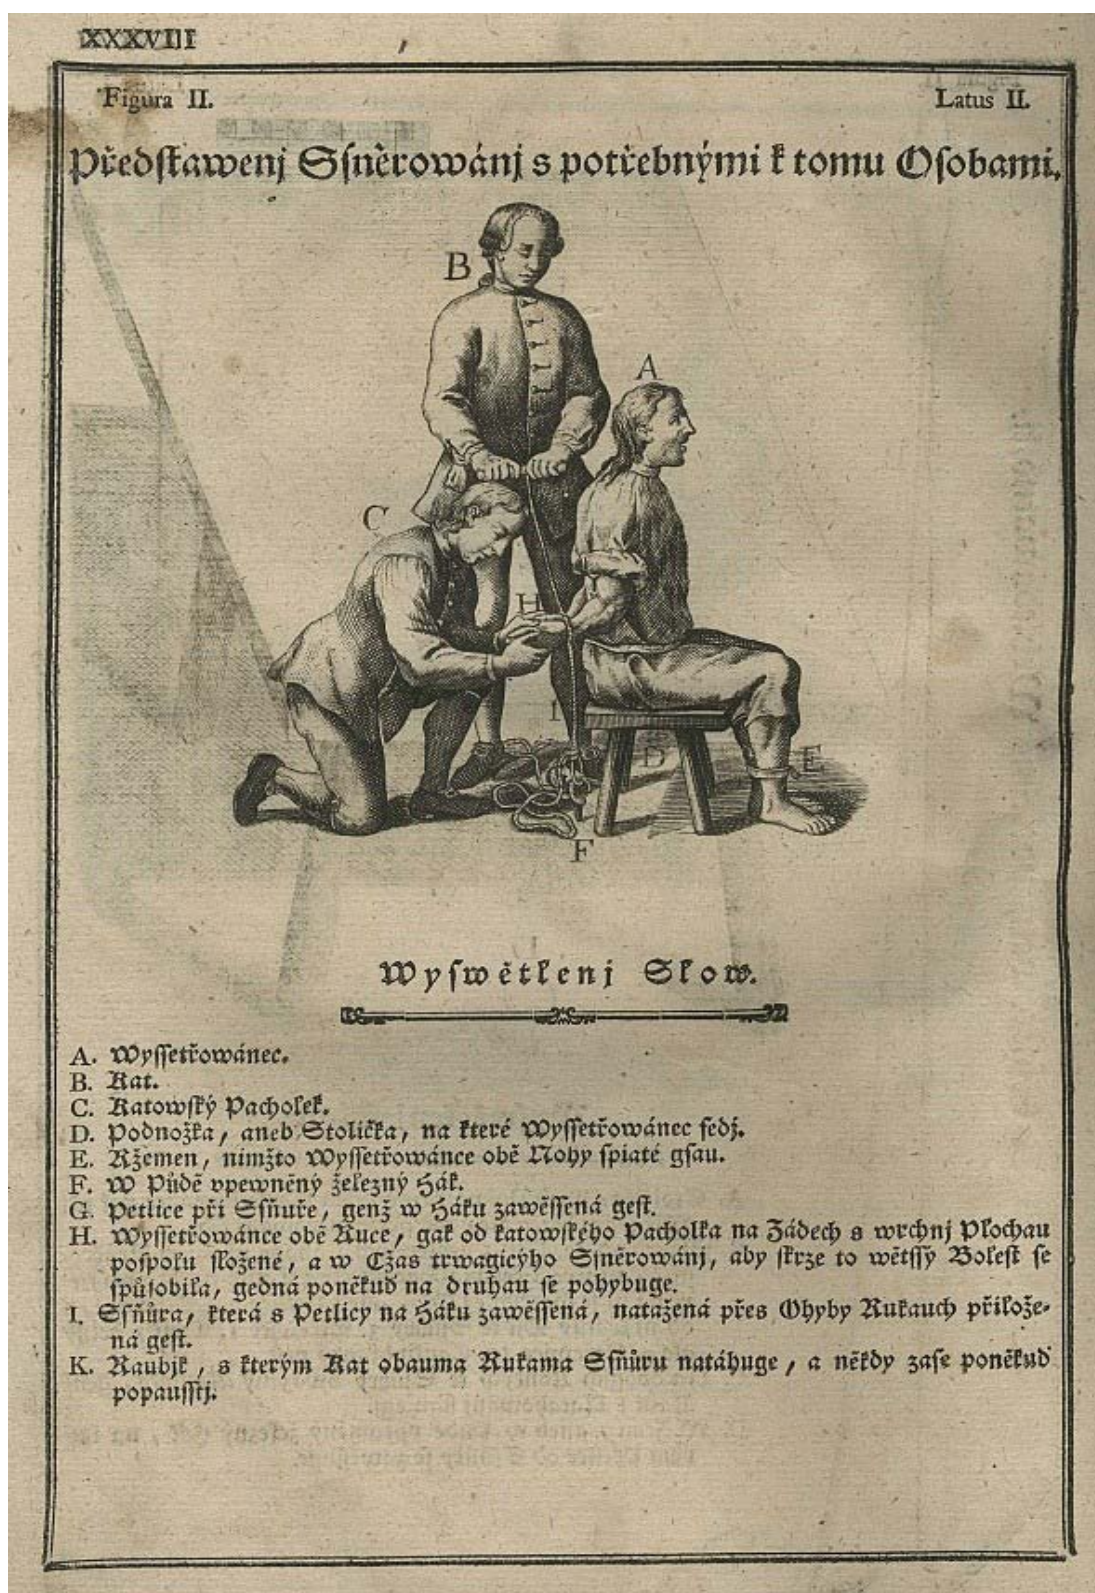 XXXVIII
Figura II.
Latus II.
Předſtawenj Sſněrowánj s potřebnými k tomu Oſobami.
B
A
C
H
I
D
E
F
Wyſwětlenj Slow.
A. Wyſſetřowánec.
B. Kat.
C. Katowſký Pacholek.
D. Podnožka, aneb Stolička, na které Wyſſetřowánec ſedj.
E. Ržemen, nimžto Wyſſetřowánce obě Nohy ſpiaté gſau.
F. W Půdě vpewněný železný Hák.
G. Petlice při Sſňuře, genž w Háku zawěſſená geſt.
H. Wyſſetřowánce obě Ruce, gak od katowſkého Pacholka na Zádech s wrchnj Plochau
poſpolu ſložené, a w Cžas trwagicýho Sſněrowánj, aby ſkrze to wětſſý Boleſt ſe
ſpůſobila, gedná poněkud na druhau ſe pohybuge.
I. Sſňůra, která s Petlicy na Háku zawěſſená, natažená přes Ohyby Rukauch přilože-
ná geſt.
K. Raubjk, s kterým Kat obauma Rukama Sſňůru natáhuge, a někdy zaſe poněkud
popauſſtj.